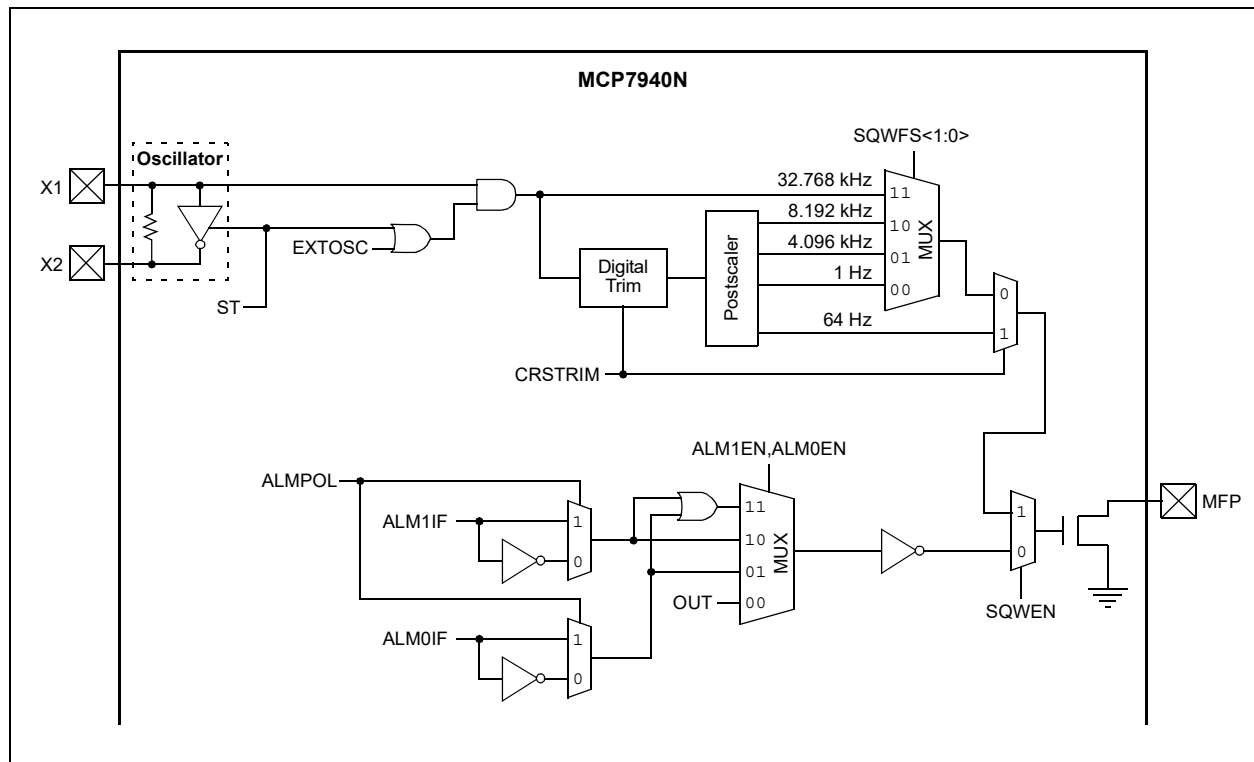 MCP7940N
SQWFS<1:0>
Oscillator
X1
32.768 kHz
11
8.192 kHz
10
X2
EXTOSC
4.096 kHz
01
MUX
Digital
Trim
Postscaler
1 Hz
00
0
ST
64 Hz
1
CRSTRIM
ALM1EN,ALM0EN
ALMPOL
MFP
ALM1IF
1
11
1
0
10
MUX
0
01
OUT
00
SQWEN
ALM0IF
1
0